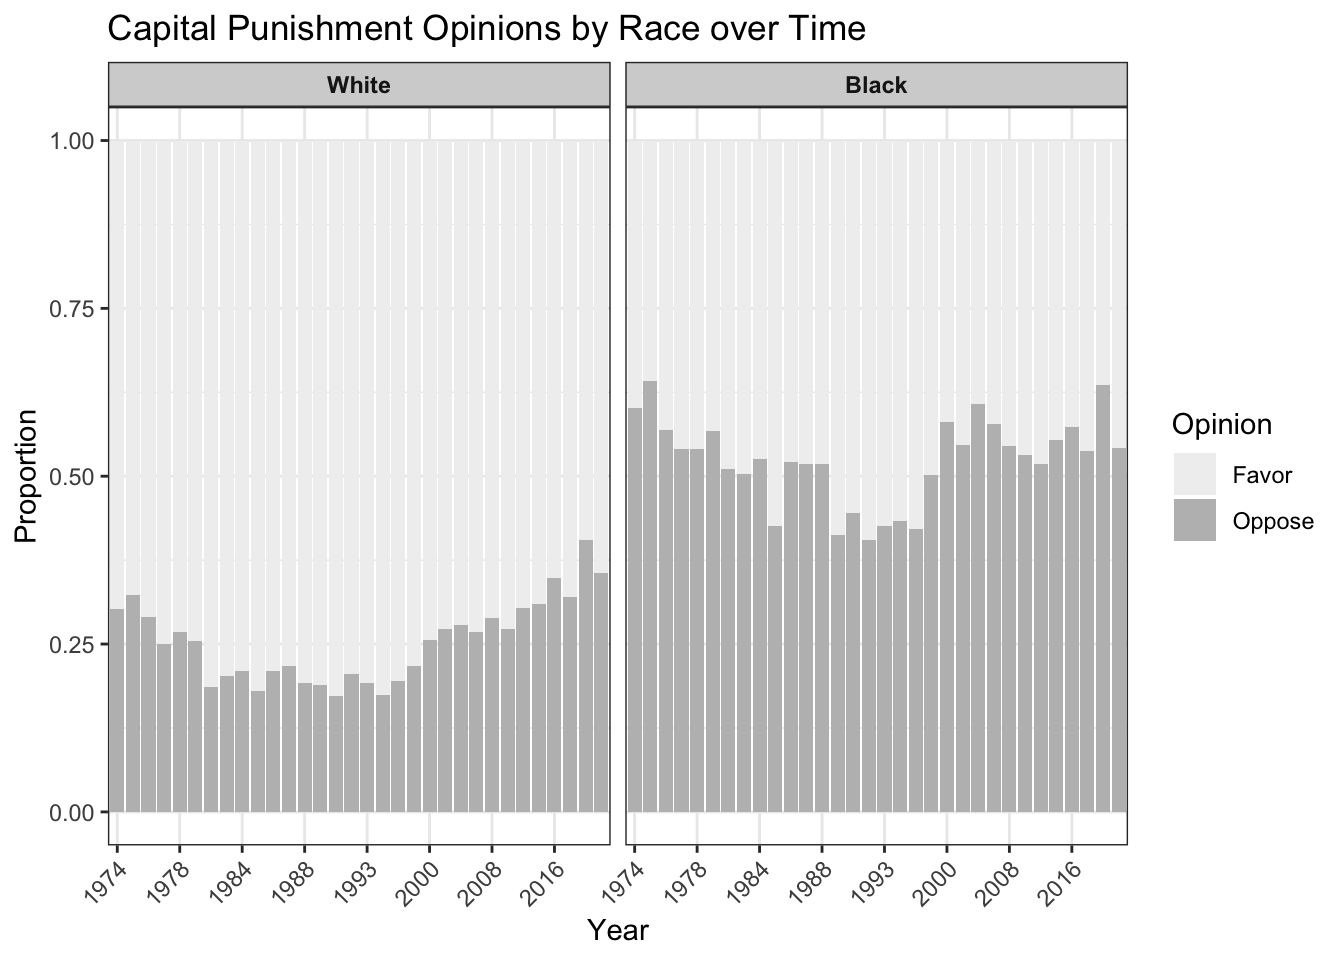 Capital Punishment Opinions by Race over Time
White
Black
1.00
0.75
0.50
0.25
0.00
Proportion
1974 1978 1984 1988 1993 2000 2008 2016
1974 1978 1984 1988 1993 2000 2008 2016
Year
Opinion
Favor
Oppose